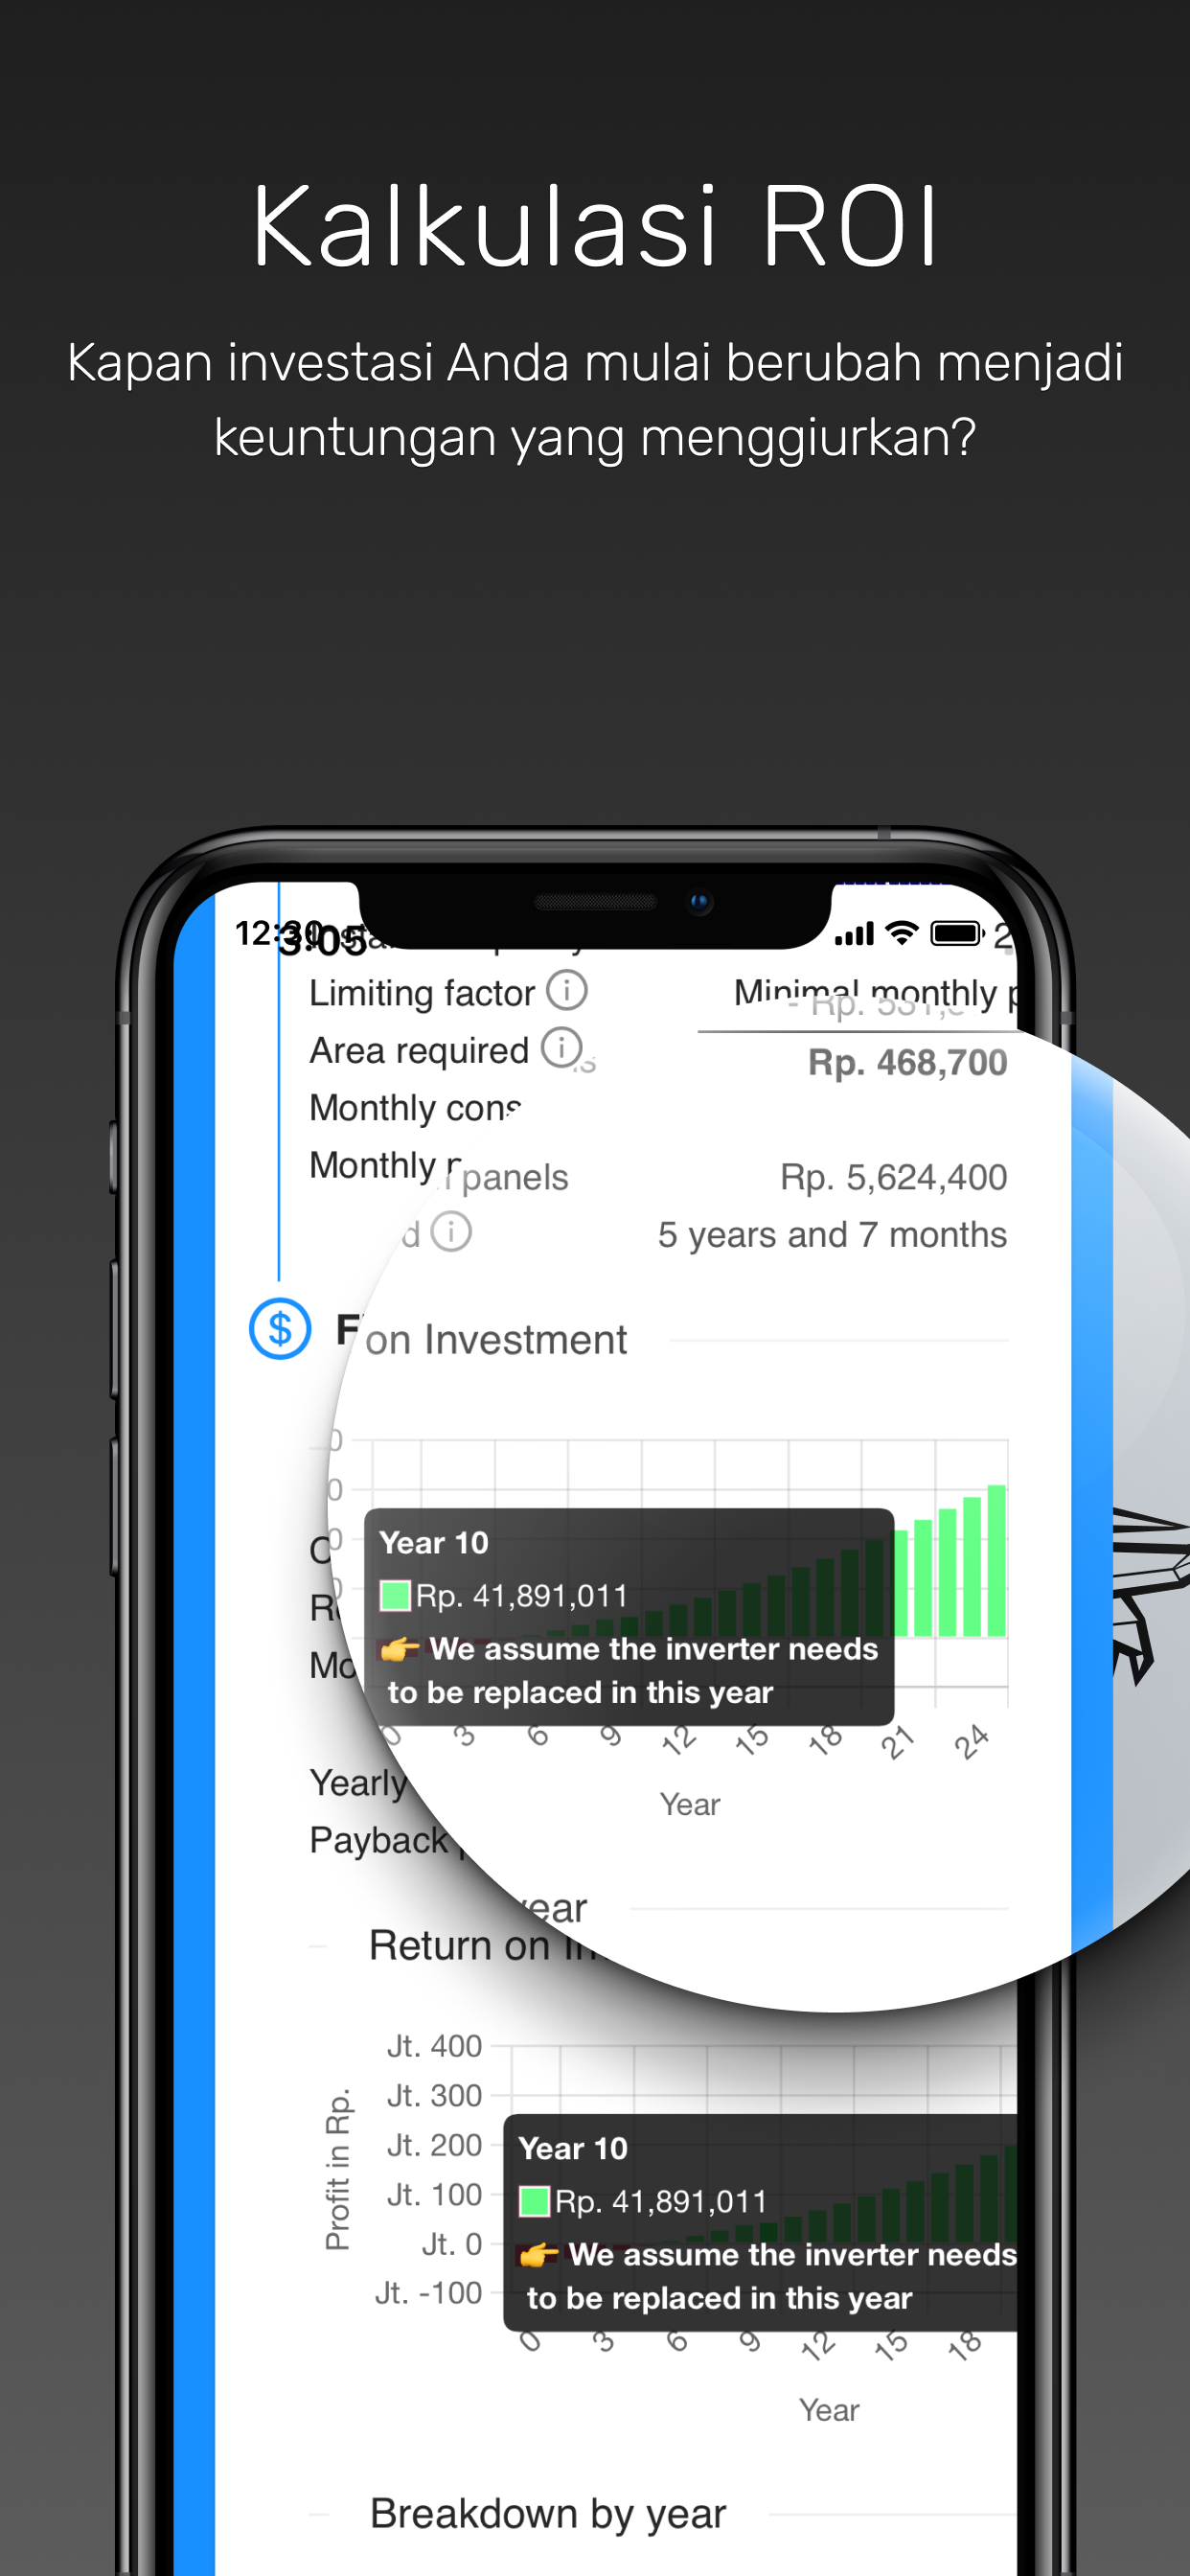 Kalkulasi ROI
Kapan investasi Anda mulai berubah menjadi
keuntungan yang menggiurkan?
3:05
Limiting factor
Minimal monthly
Area required
Rp. 468,700
Monthly
Monthly
panels Rp. 5,624,400
5 years and 7 months
on Investment
Year 10
Rp. 41,891,011
👉 We assume the inverter needs
to be replaced in this year
0 3 6 9 12 15 18 21 24
Year
Yearly
Payback
year
Return on
Jt. 400
Jt. 300
Jt. 200
Jt. 100
Jt. 0
Jt. -100
Profit in Rp.
Year 10
Rp. 41,891,011
👉 We assume the inverter needs
to be replaced in this year
0 3 6 9 12 15 18
Year
Breakdown by year